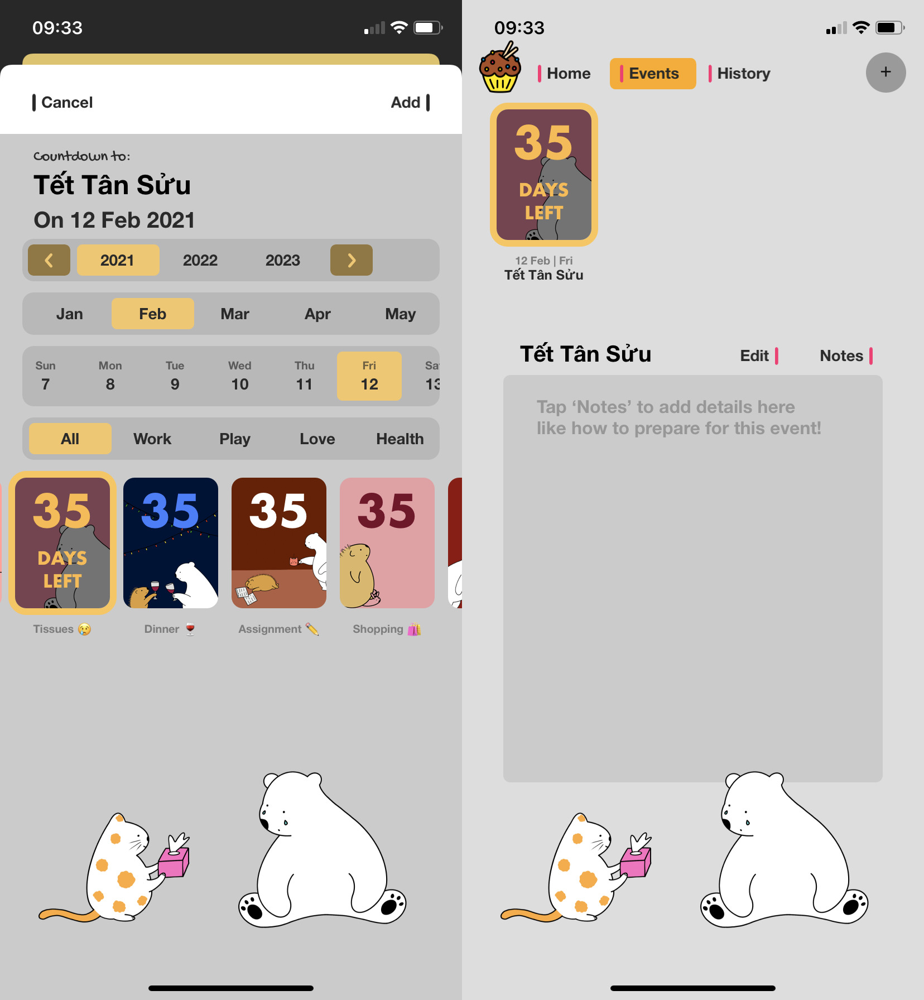 09:33
Cancel
Add
Countdown to:
Tết Tân Sửu
On 12 Feb 2021
2021 2022 2023
Jan Feb Mar Apr May
Sun Mon Tue Wed Thu Fri Sat
7 8 9 10 11 12 13
All Work Play Love Health
35 35 35 35
DAYS
LEFT
Tissues 😢 Dinner 🍷 Assignment ✏️ Shopping 🛍️
09:33
Home Events History +
35
DAYS
LEFT
12 Feb | Fri
Tết Tân Sửu
Tết Tân Sửu Edit Notes
Tap ‘Notes’ to add details here
like how to prepare for this event!